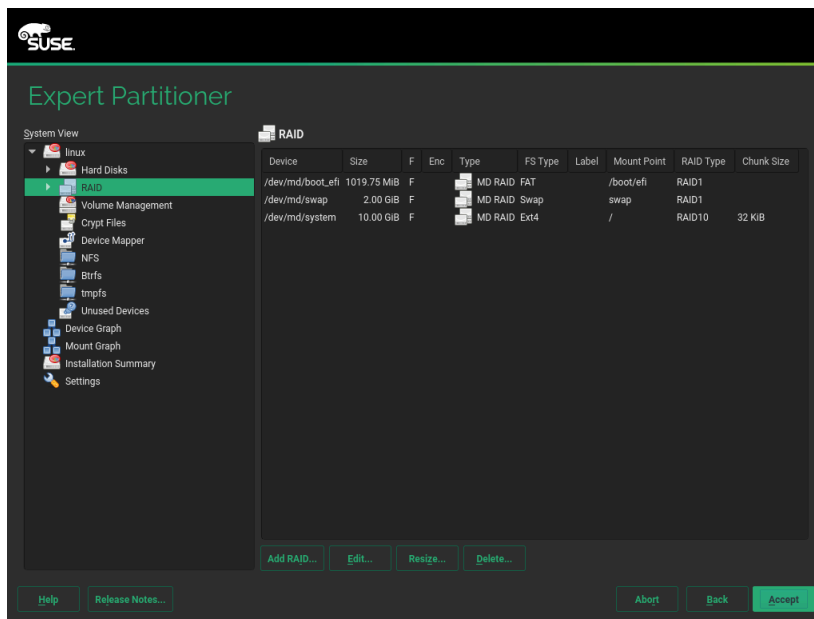 SUSE.
Expert Partitioner
System View
linux
Hard Disks
RAID
Volume Management
Crypt Files
Device Mapper
NFS
Btrfs
tmpfs
Unused Devices
Device Graph
Mount Graph
Installation Summary
Settings
RAID
Device Size F Enc Type FS Type Label Mount Point RAID Type Chunk Size
/dev/md/boot_efi 1019.75 MiB F MD RAID FAT /boot/efi RAID1
/dev/md/swap 2.00 GiB F MD RAID Swap swap RAID1
/dev/md/system 10.00 GiB F MD RAID Ext4 / RAID10 32 KiB
Add RAID... Edit... Resize... Delete...
Help Release Notes... Abort Back Accept